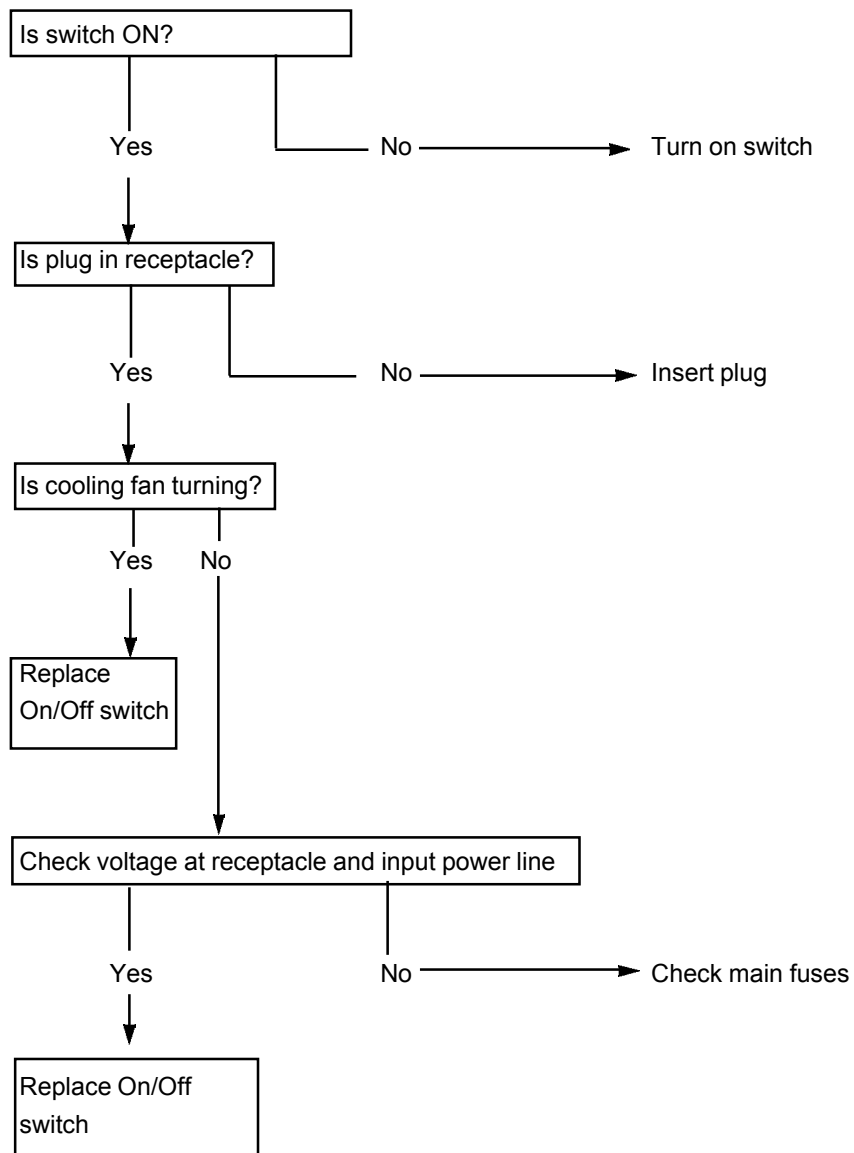 Is switch ON?
Yes
No
Turn on switch
Is plug in receptacle?
Yes
No
Insert plug
Is cooling fan turning?
Yes
No
Replace
On/Off switch
Check voltage at receptacle and input power line
Yes
No
Check main fuses
Replace On/Off
switch